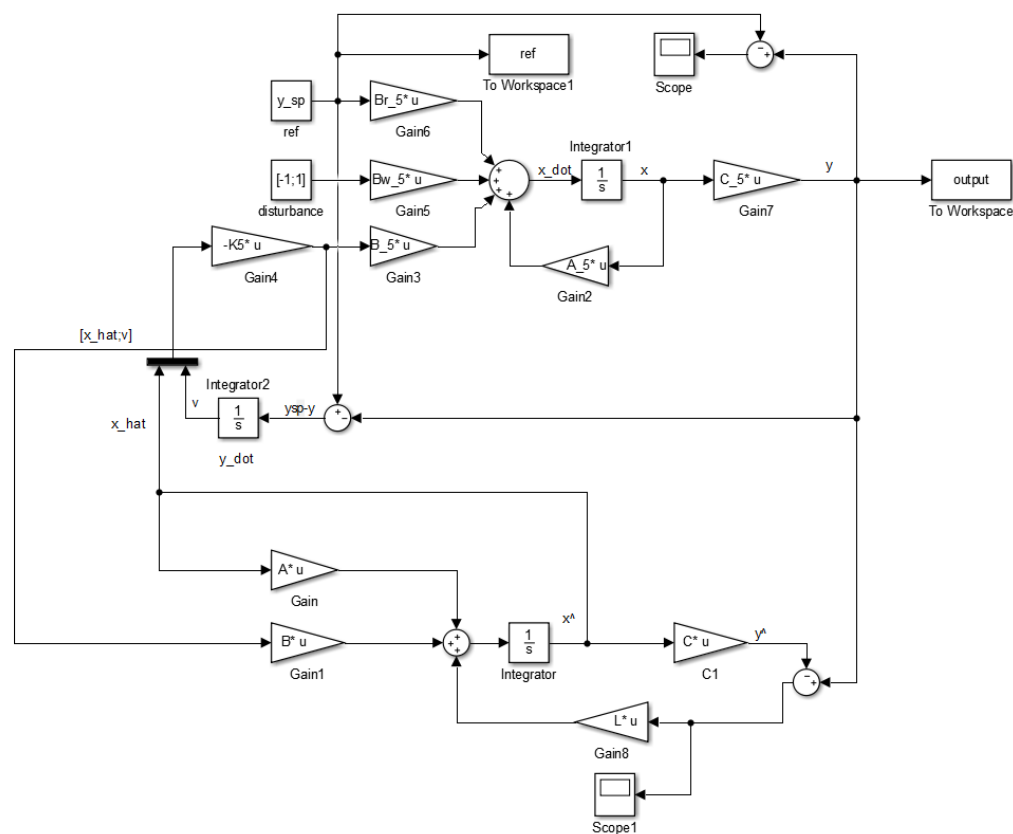 ref
To Workspace1
Scope
y_sp
ref
Br_5* u
Gain6
[-1;1]
disturbance
Bw_5* u
Gain5
x_dot
Integrator1
1
s
x
C_5* u
Gain7
y
output
To Workspace
-K5* u
Gain4
B_5* u
Gain3
A_5* u
Gain2
[x_hat;v]
Integrator2
v
1
s
ysp-y
x_hat
y_dot
A* u
Gain
B* u
Gain1
1
s
Integrator
x^
C* u
C1
y^
L* u
Gain8
Scope1